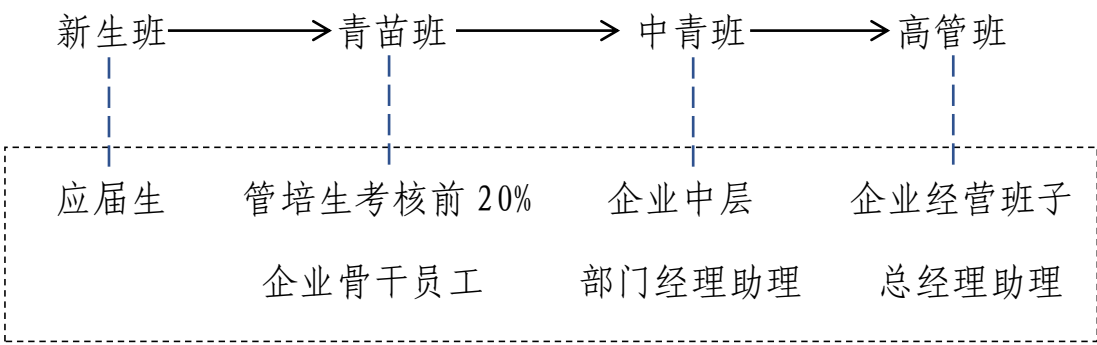 新生班 青苗班 中青班 高管班
应届生 管培生考核前 20% 企业中层 企业经营班子
企业骨干员工 部门经理助理 总经理助理